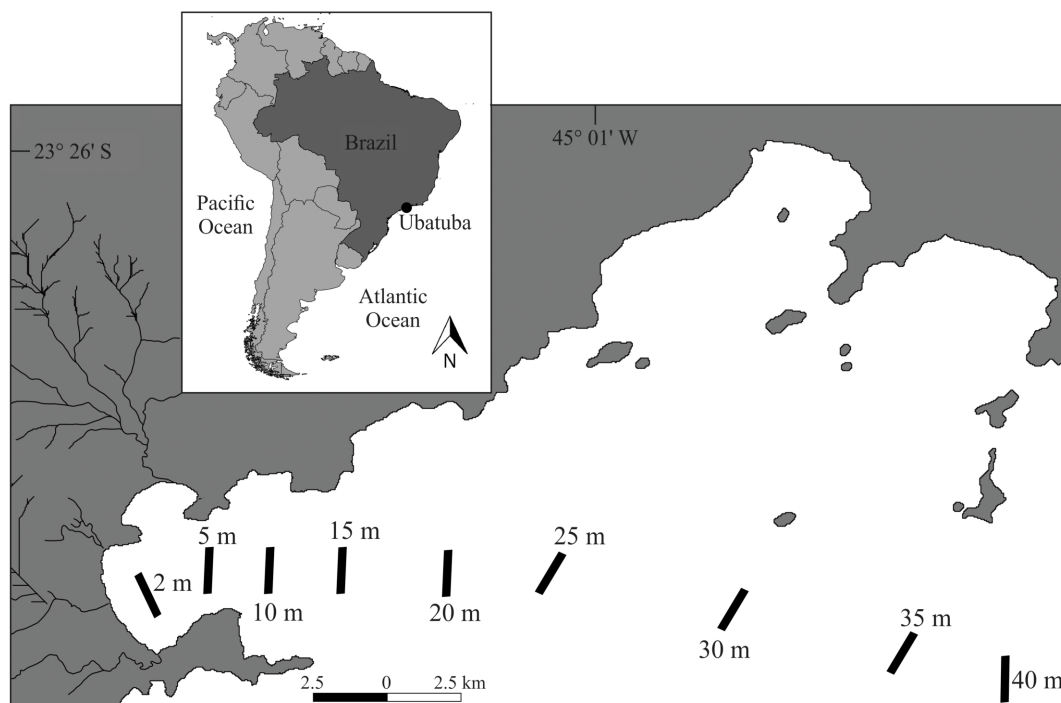 45° 01' W
23° 26' S
Brazil
Pacific
Ocean
Ubatuba
Atlantic
Ocean
N
5 m
15 m
25 m
2 m
10 m
20 m
30 m
35 m
40 m
2.5 0 2.5 km